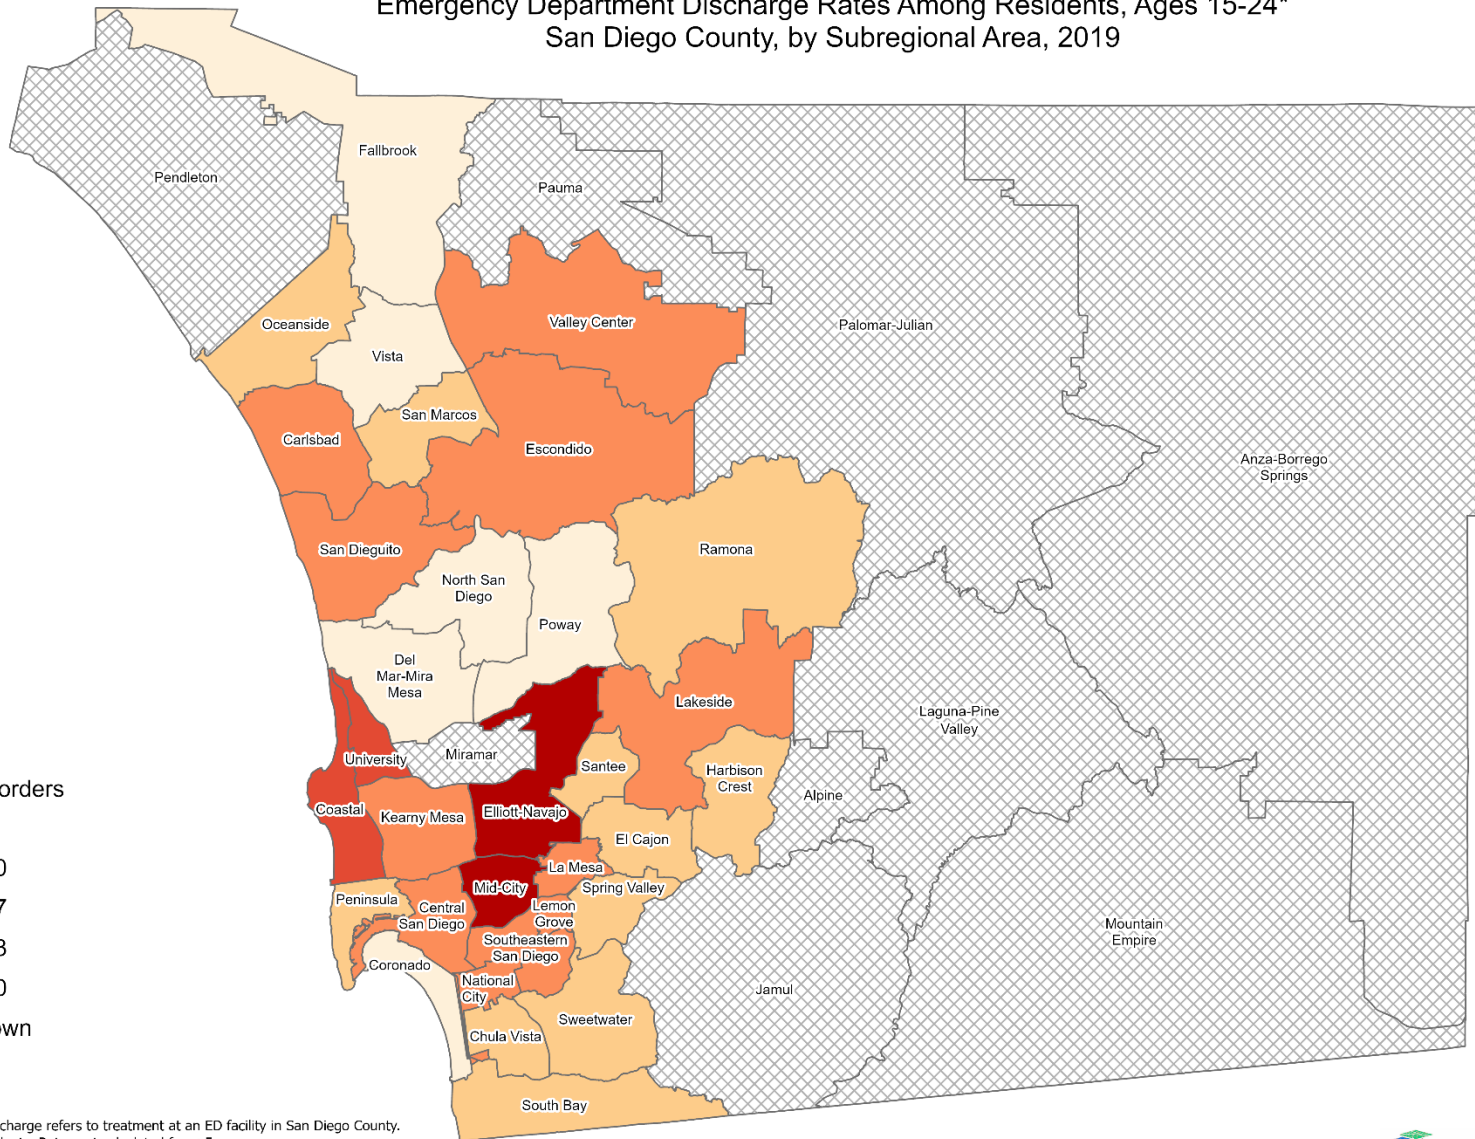 Emergency Department Discharge Rates Among Residents, Ages 15-24*
San Diego County, by Subregional Area, 2019
Fallbrook
Pendleton
Pauma
Oceanside
Valley Center
Palomar-Julian
Vista
San Marcos
Carlsbad
Escondido
Anza-Borrego
Springs
San Dieguito
Ramona
North San
Diego
Poway
Del
Mar-Mira
Mesa
Lakeside
Laguna-Pine
Valley
University
Miramar
Santee
Harbison
Crest
orders
Alpine
Coastal
Kearny Mesa
Elliott-Navajo
El Cajon
0
La Mesa
Mid-City
Spring Valley
Peninsula
7
Central
San Diego
Lemon
Grove
Mountain
Empire
Southeastern
San Diego
8
Coronado
National
City
0
Jamul
Sweetwater
own
Chula Vista
South Bay
charge refers to treatment at an ED facility in San Diego County.